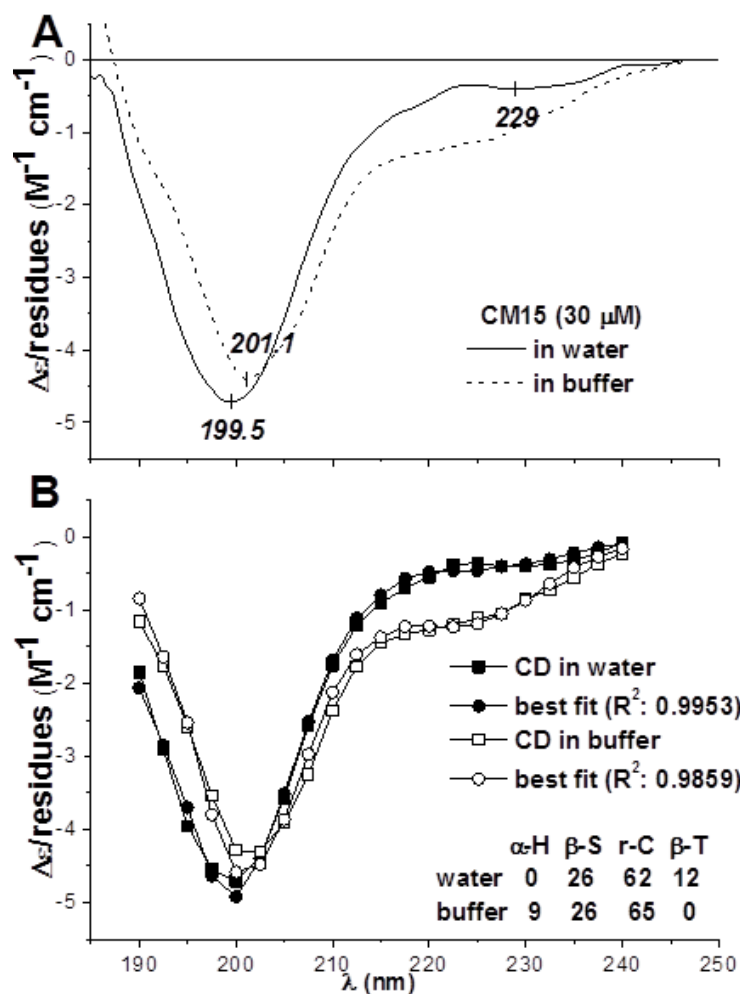 A
0
-1
-2
-3
-4
-5
Δε/residues (M-1 cm-1)
229
201.1
199.5
CM15 (30 μM)
in water
in buffer
B
0
-1
-2
-3
-4
-5
Δε/residues (M-1 cm-1)
CD in water
best fit (R2: 0.9953)
CD in buffer
best fit (R2: 0.9859)
α-H β-S r-C β-T
water 0 26 62 12
buffer 9 26 65 0
190 200 210 220 230 240 250
λ (nm)